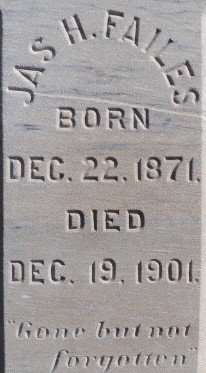 JAS H. FAILES
BORN
DEC. 22. 1871.
DIED
DEC. 19, 1901.
"Gone but not
forgotten"